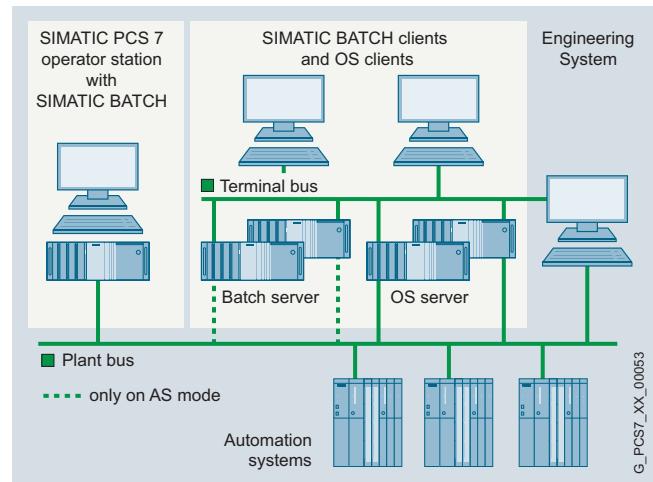 SIMATIC PCS 7
operator station
with
SIMATIC BATCH
SIMATIC BATCH clients
and OS clients
Engineering
System
Terminal bus
Batch server
OS server
Plant bus
only on AS mode
Automation
systems
G_PCS7_XX_00053